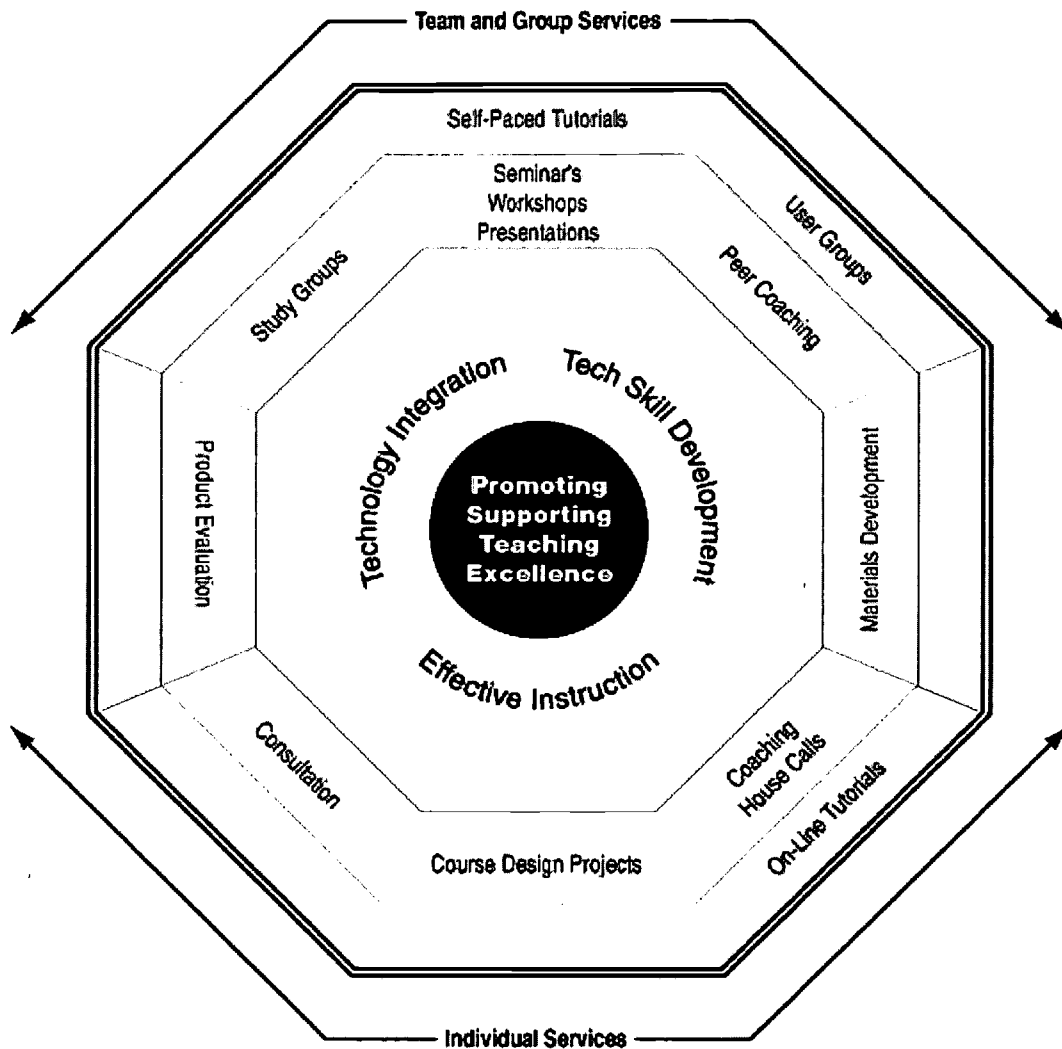 Team and Group Services
Self-Paced Tutorials
Seminar's
Workshops
Presentations
Study Groups
User Groups
Peer Coaching
Technology Integration
Tech Skill Development
Promoting
Supporting
Teaching
Excellence
Effective Instruction
Product Evaluation
Materials Development
Consultation
Coaching
House Calls
On-Line Tutorials
Course Design Projects
Individual Services